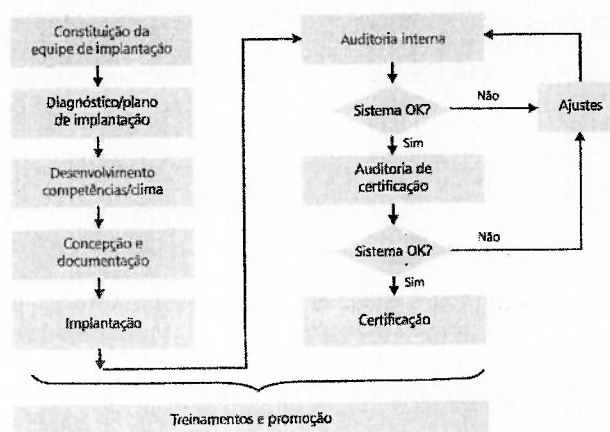 Constituição da
equipe de implantação
Diagnóstico/plano
de implantação
Desenvolvimento
competências/clima
Concepção e
documentação
Implantação
Auditoria interna
Sistema OK?
Não
Ajustes
Sim
Auditoria de
certificação
Sistema OK?
Não
Sim
Certificação
Treinamentos e promoção